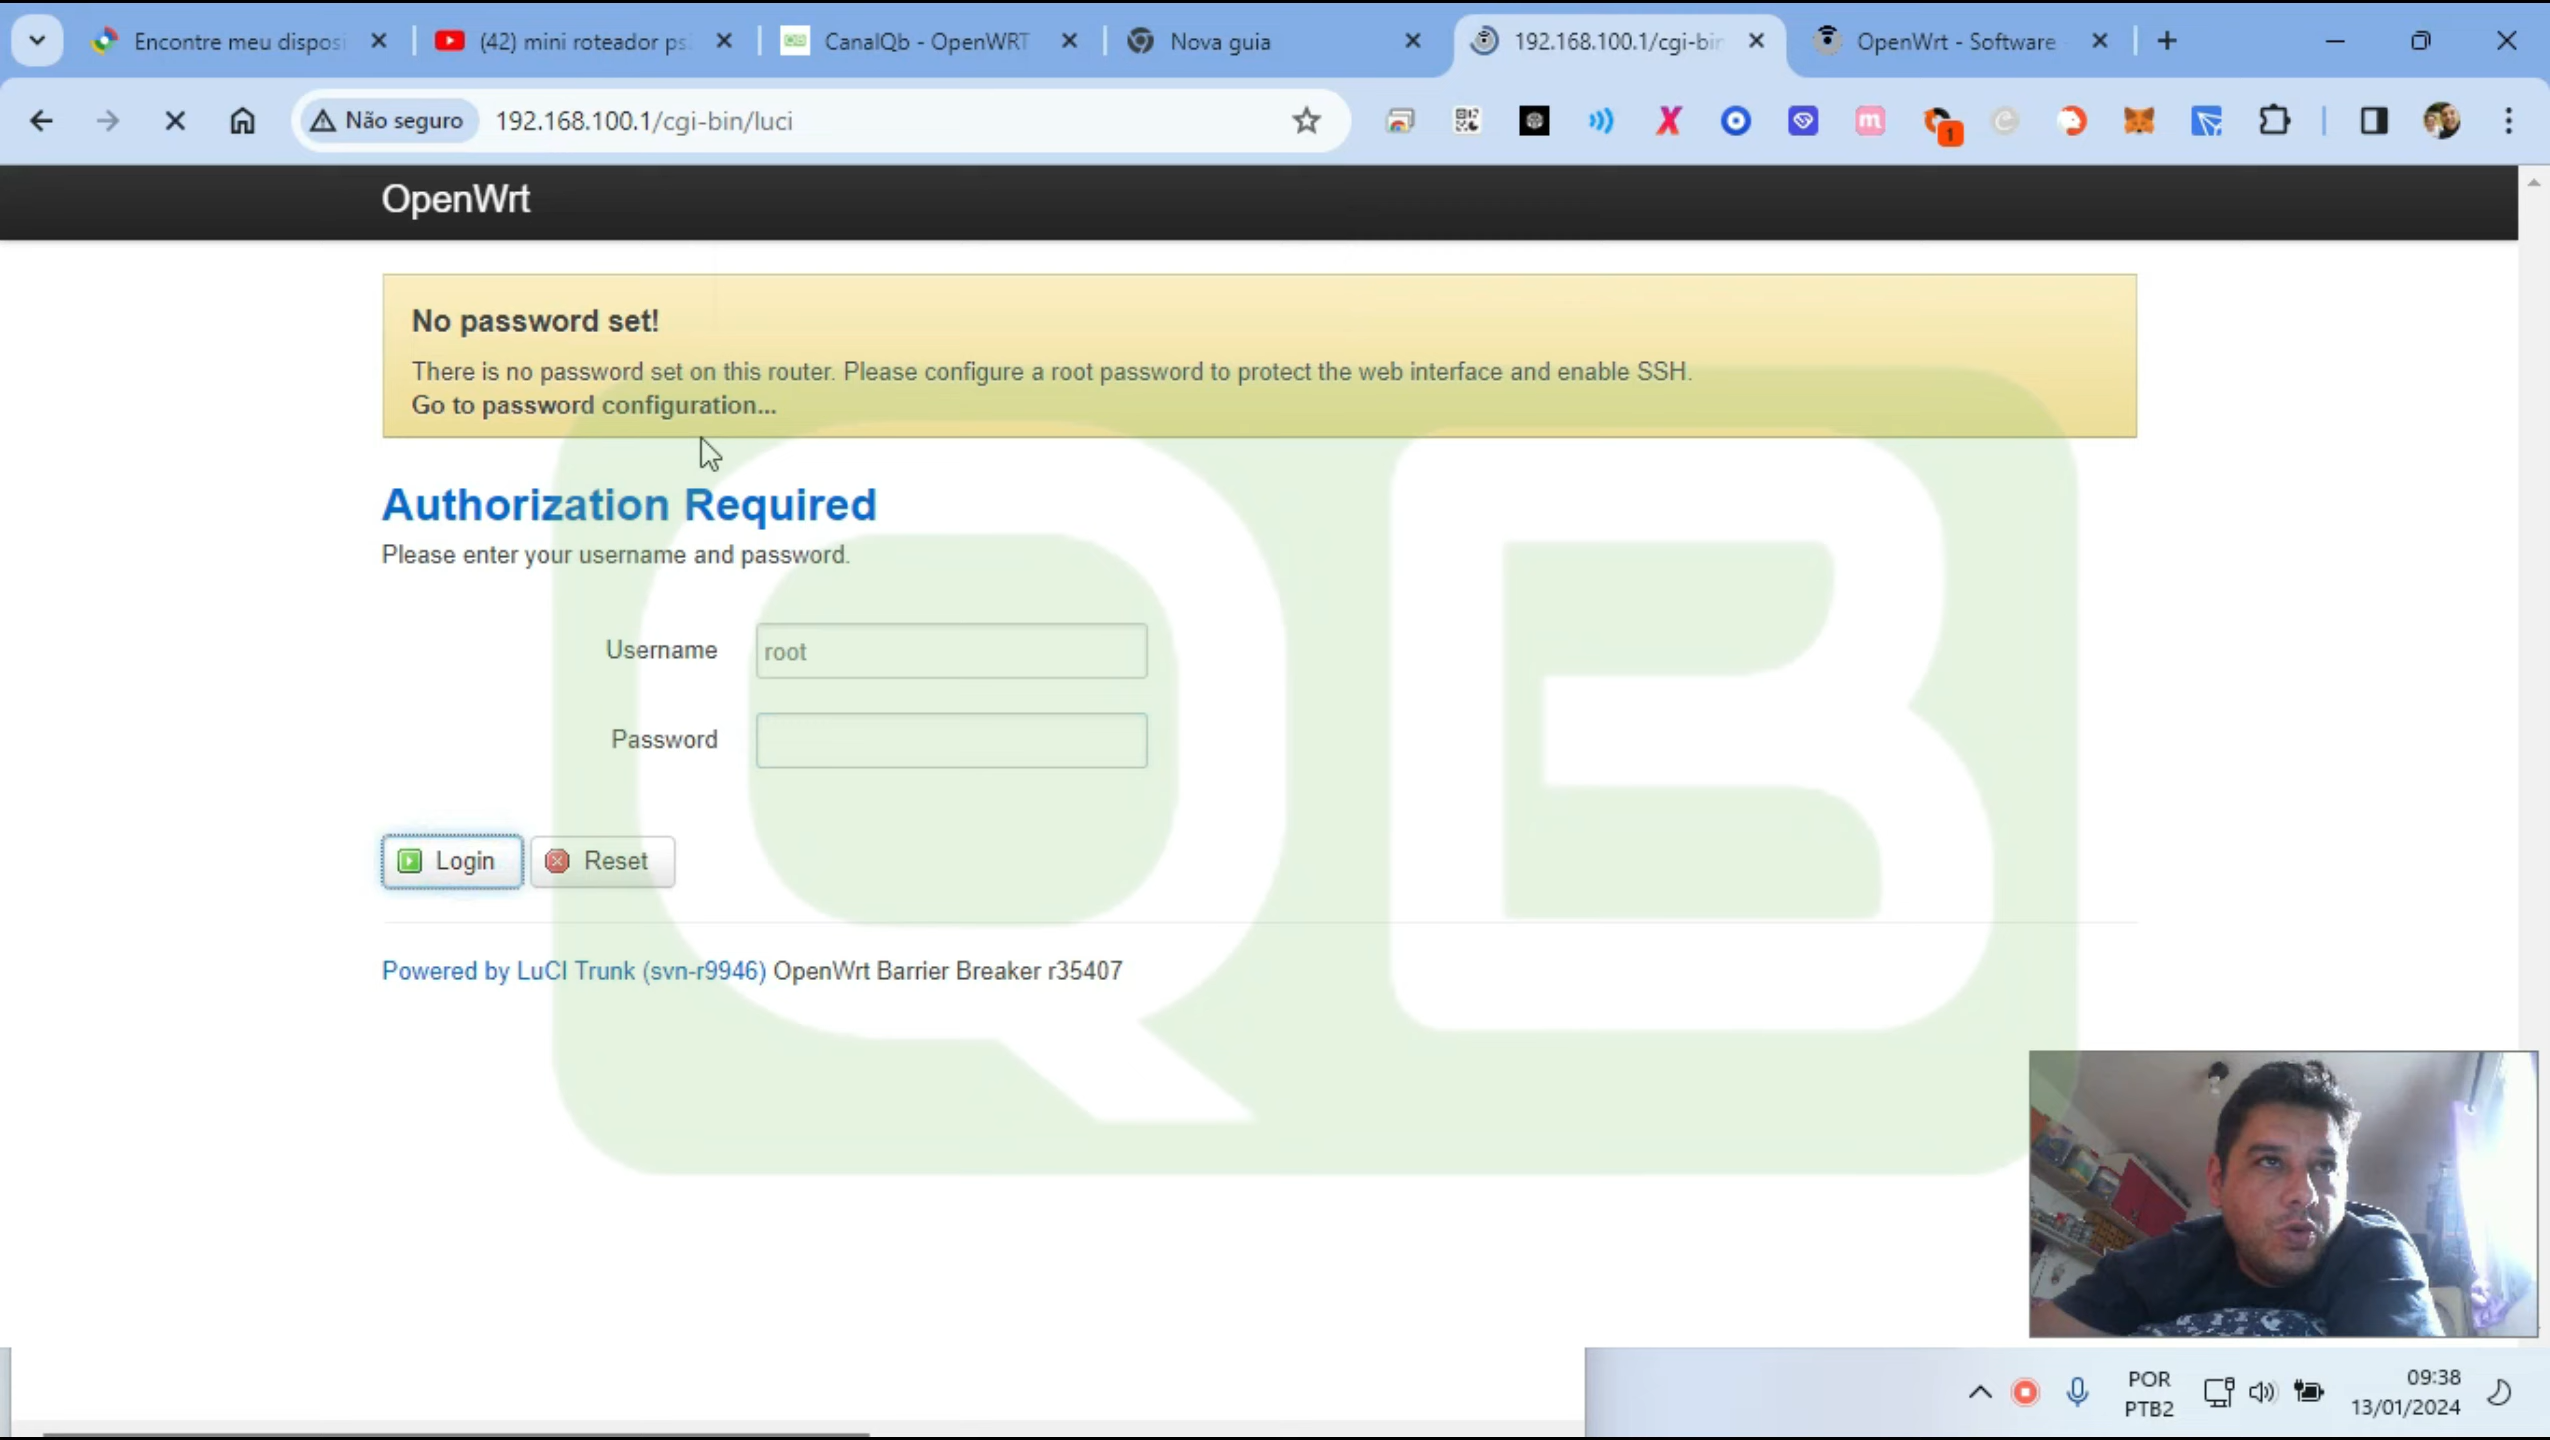 Encontre meu disposi
(42) mini roteador ps
CanalQb - OpenWRT
Nova guia
192.168.100.1/cgi-bin
OpenWrt - Software
Não seguro
192.168.100.1/cgi-bin/luci
1
OpenWrt
No password set!
There is no password set on this router. Please configure a root password to protect the web interface and enable SSH.
Go to password configuration...
Authorization Required
Please enter your username and password.
Username
root
Password
Login
Reset
Powered by LuCI Trunk (svn-r9946) OpenWrt Barrier Breaker r35407
QB
POR
PTB2
09:38
13/01/2024